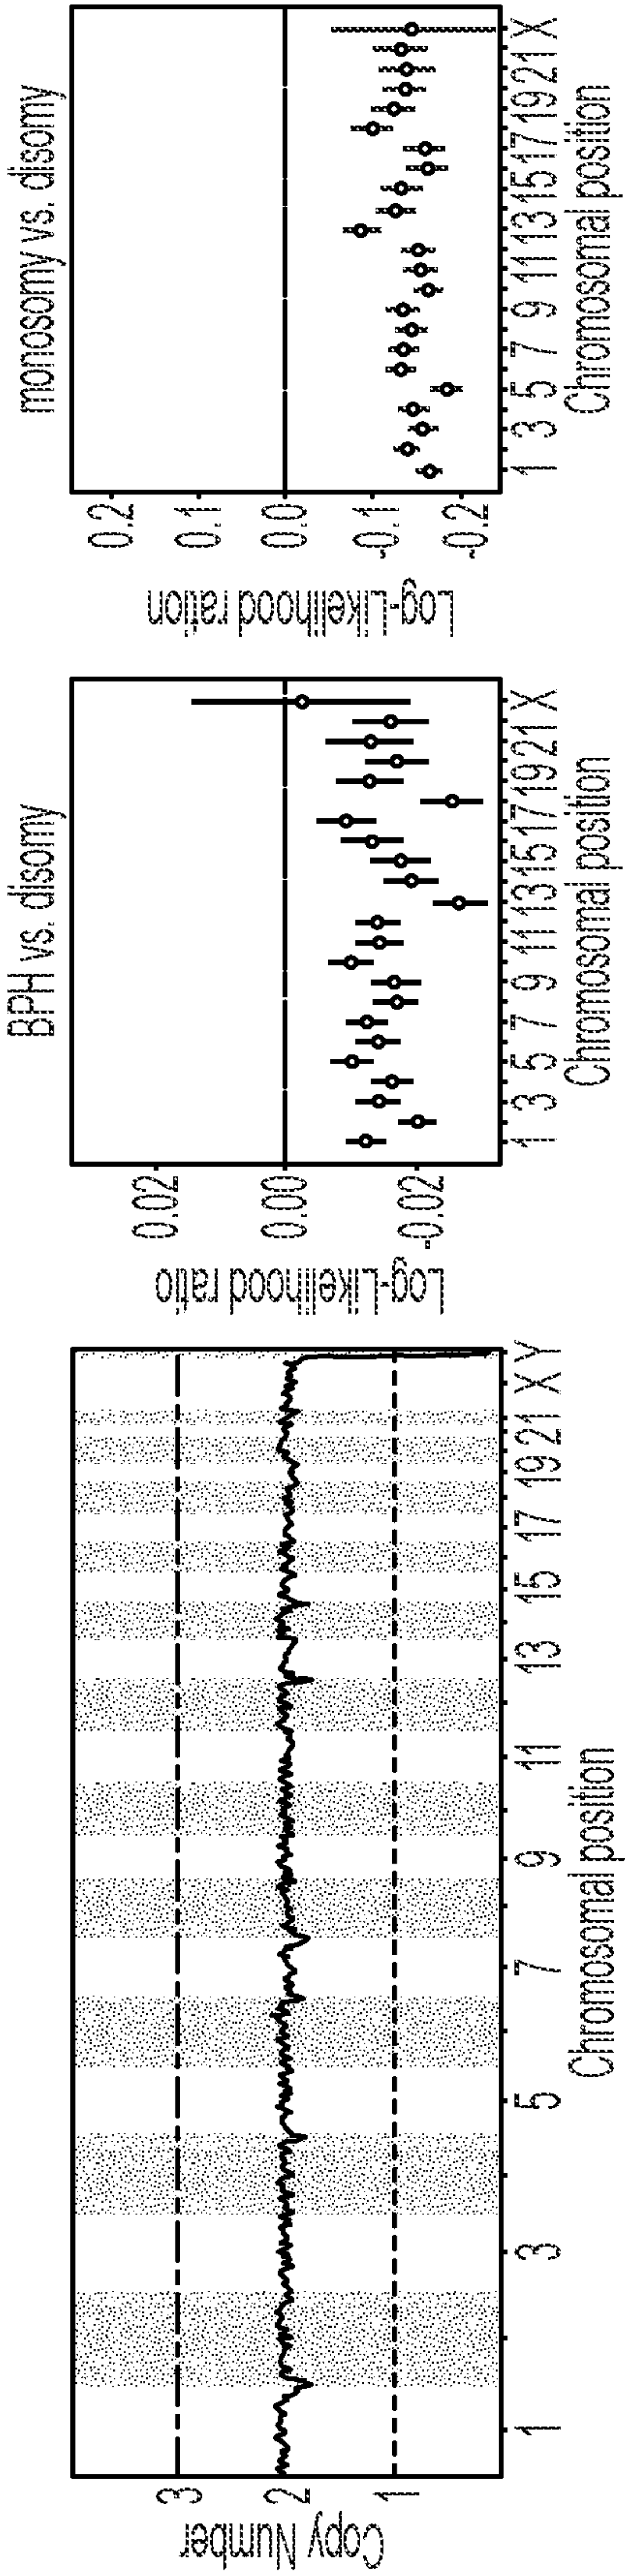 Copy Number
3
2
1
1 3 5 7 9 11 13 15 17 19 21 X Y
Chromosomal position
BPH vs. disomy
Log-Likelihood ratio
0.02
0.00
-0.02
1 3 5 7 9 11 13 15 17 19 21 X
Chromosomal position
monosomy vs. disomy
Log-Likelihood ration
0.2
0.1
0.0
-0.1
-0.2
1 3 5 7 9 11 13 15 17 19 21 X
Chromosomal position